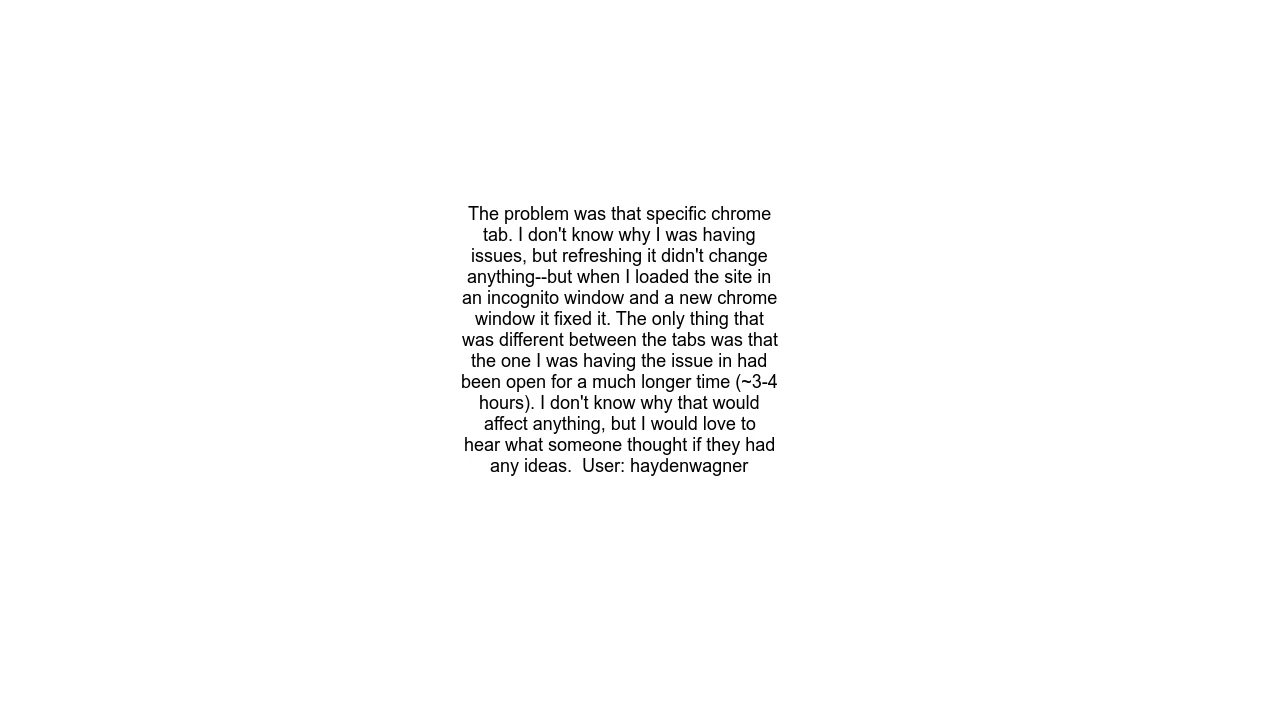 The problem was that specific chrome
tab. I don't know why I was having
issues, but refreshing it didn't change
anything--but when I loaded the site in
an incognito window and a new chrome
window it fixed it. The only thing that
was different between the tabs was that
the one I was having the issue in had
been open for a much longer time (~3-4
hours). I don't know why that would
affect anything, but I would love to
hear what someone thought if they had
any ideas.  User: haydenwagner